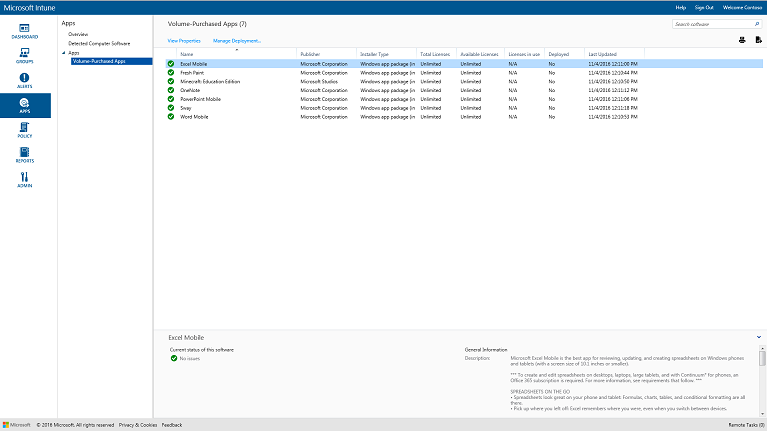 Microsoft Intune
Help Sign Out Welcome Contoso
DASHBOARD
GROUPS
ALERTS
APPS
POLICY
REPORTS
ADMIN
Apps
Overview
Detected Computer Software
Apps
Volume-Purchased Apps
Volume-Purchased Apps (7)
Search software
View Properties Manage Deployment...
Name Publisher Installer Type Total Licenses Available Licenses Licenses in use Deployed Last Updated
Excel Mobile Microsoft Corporation Windows app package (in Unlimited Unlimited N/A No 11/4/2016 12:11:00 PM
Fresh Paint Microsoft Corporation Windows app package (in Unlimited Unlimited N/A No 11/4/2016 12:10:44 PM
Minecraft: Education Edition Microsoft Studios Windows app package (in Unlimited Unlimited N/A No 11/4/2016 12:10:50 PM
OneNote Microsoft Corporation Windows app package (in Unlimited Unlimited N/A No 11/4/2016 12:11:12 PM
PowerPoint Mobile Microsoft Corporation Windows app package (in Unlimited Unlimited N/A No 11/4/2016 12:11:06 PM
Sway Microsoft Corporation Windows app package (in Unlimited Unlimited N/A No 11/4/2016 12:11:18 PM
Word Mobile Microsoft Corporation Windows app package (in Unlimited Unlimited N/A No 11/4/2016 12:10:53 PM
Excel Mobile
Current status of this software
No issues
General Information
Description: Microsoft Excel Mobile is the best app for reviewing, updating, and creating spreadsheets on Windows phones
and tablets (with a screen size of 10.1 inches or smaller).
*** To create and edit spreadsheets on desktops, laptops, large tablets, and with Continuum* for phones, an
Office 365 subscription is required. For more information, see requirements that follow. ***
SPREADSHEETS ON THE GO
• Spreadsheets look great on your phone and tablet: Formulas, charts, tables, and conditional formatting are all
there.
• Pick up where you left off: Excel remembers where you were, even when you switch between devices.
Microsoft © 2016 Microsoft. All rights reserved Privacy & Cookies Feedback Remote Tasks (0)